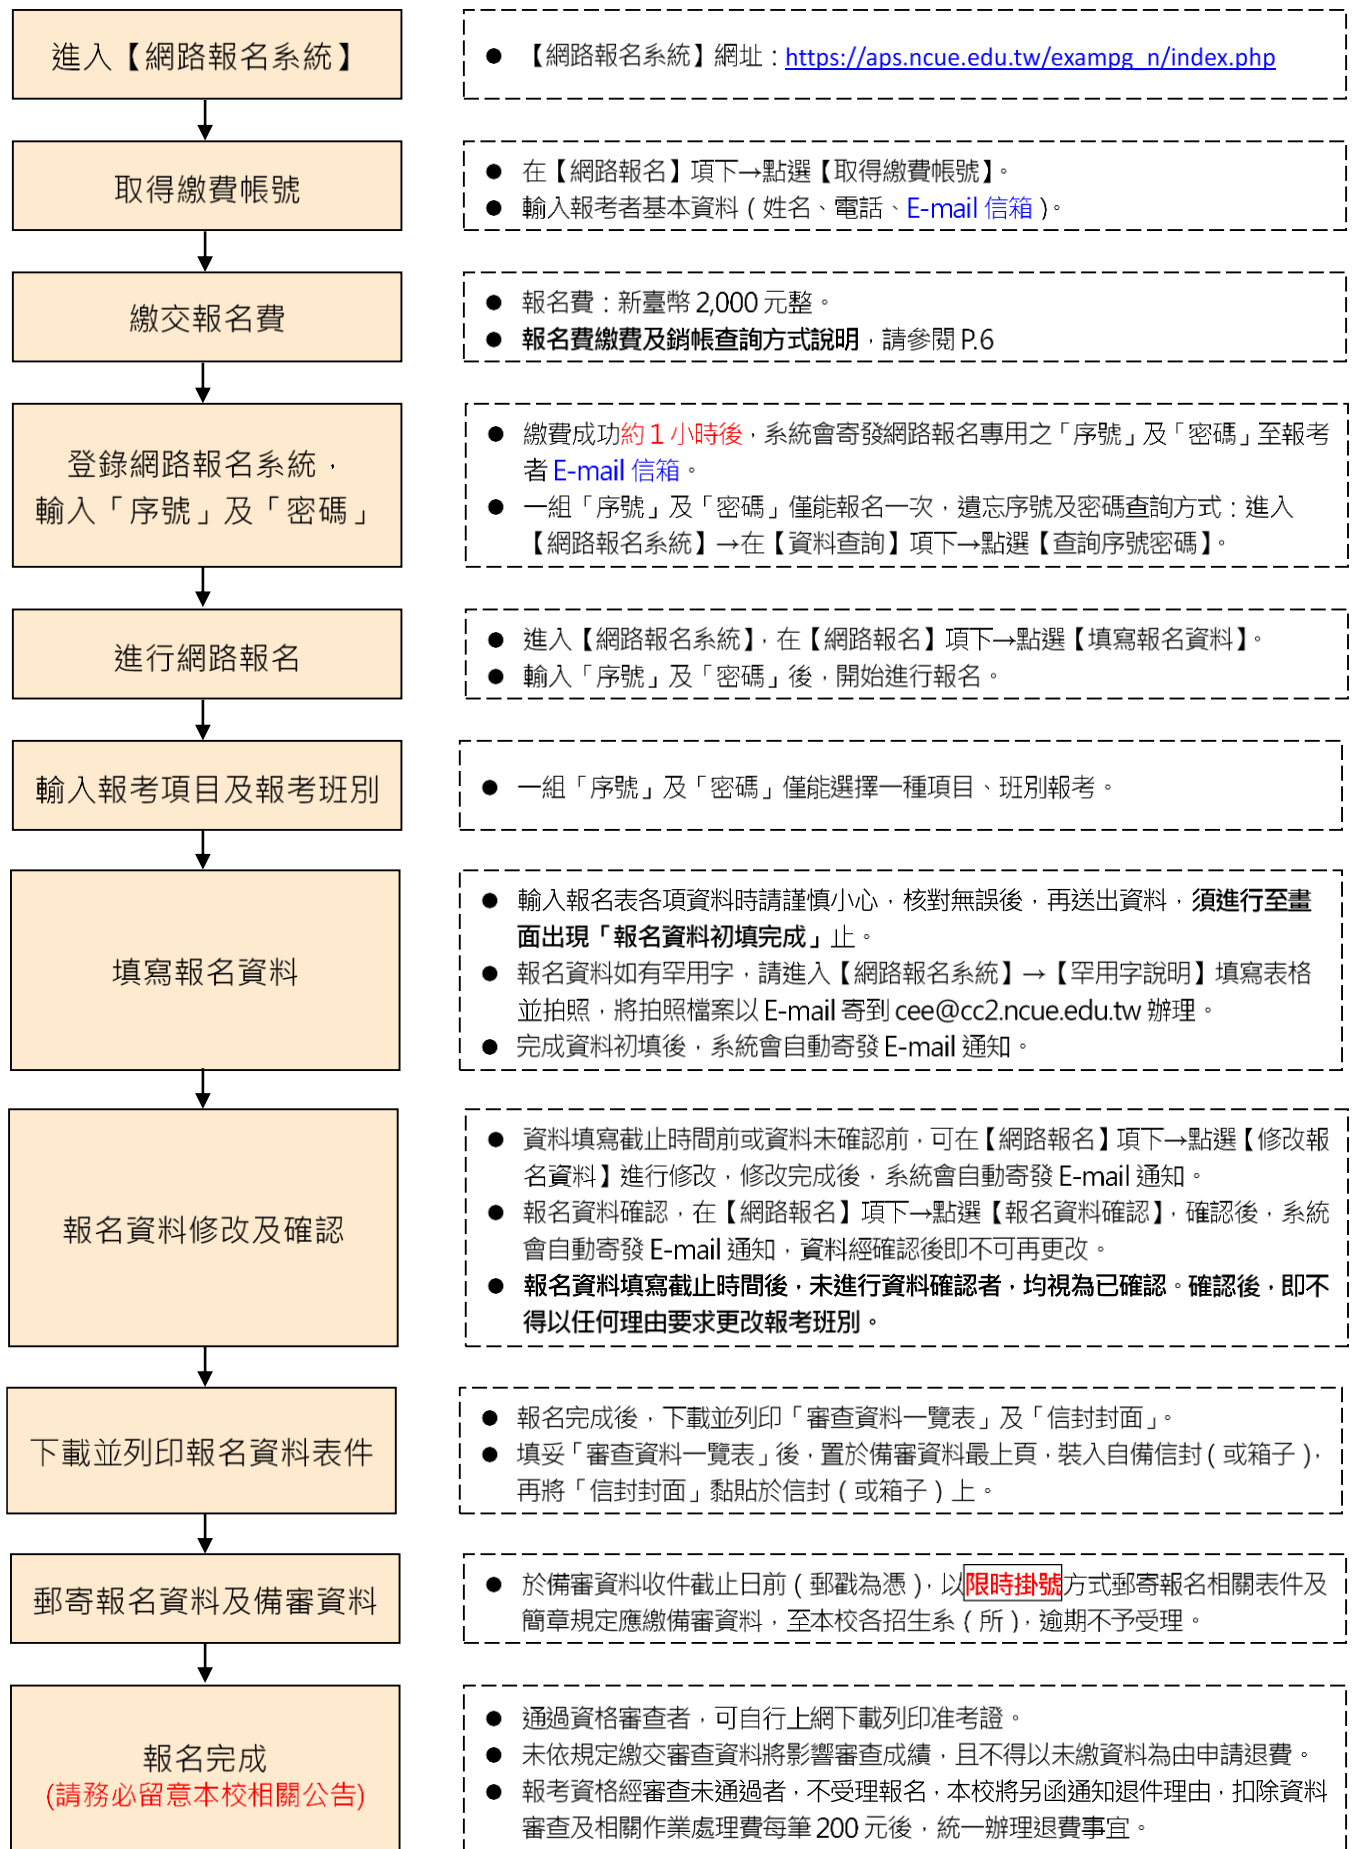 進入【網路報名系統】
● 【網路報名系統】網址：https://aps.ncue.edu.tw/exampg_n/index.php
取得繳費帳號
● 在【網路報名】項下→點選【取得繳費帳號】。
● 輸入報考者基本資料（姓名、電話、E-mail 信箱）。
繳交報名費
● 報名費：新臺幣 2,000 元整。
● 報名費繳費及銷帳查詢方式說明，請參閱 P.6
登錄網路報名系統，
輸入「序號」及「密碼」
● 繳費成功約 1 小時後，系統會寄發網路報名專用之「序號」及「密碼」至報考
者 E-mail 信箱。
● 一組「序號」及「密碼」僅能報名一次，遺忘序號及密碼查詢方式：進入
【網路報名系統】→在【資料查詢】項下→點選【查詢序號密碼】。
進行網路報名
● 進入【網路報名系統】，在【網路報名】項下→點選【填寫報名資料】。
● 輸入「序號」及「密碼」後，開始進行報名。
輸入報考項目及報考班別
● 一組「序號」及「密碼」僅能選擇一種項目、班別報考。
填寫報名資料
● 輸入報名表各項資料時請謹慎小心，核對無誤後，再送出資料，須進行至畫
面出現「報名資料初填完成」止。
● 報名資料如有罕用字，請進入【網路報名系統】→【罕用字說明】填寫表格
並拍照，將拍照檔案以 E-mail 寄到 cee@cc2.ncue.edu.tw 辦理。
● 完成資料初填後，系統會自動寄發 E-mail 通知。
報名資料修改及確認
● 資料填寫截止時間前或資料未確認前，可在【網路報名】項下→點選【修改報
名資料】進行修改，修改完成後，系統會自動寄發 E-mail 通知。
● 報名資料確認，在【網路報名】項下→點選【報名資料確認】，確認後，系統
會自動寄發 E-mail 通知，資料經確認後即不可再更改。
● 報名資料填寫截止時間後，未進行資料確認者，均視為已確認。確認後，即不
得以任何理由要求更改報考班別。
下載並列印報名資料表件
● 報名完成後，下載並列印「審查資料一覽表」及「信封封面」。
● 填妥「審查資料一覽表」後，置於備審資料最上頁，裝入自備信封（或箱子），
再將「信封封面」黏貼於信封（或箱子）上。
郵寄報名資料及備審資料
● 於備審資料收件截止日前（郵戳為憑），以限時掛號方式郵寄報名相關表件及
簡章規定應繳備審資料，至本校各招生系（所），逾期不予受理。
報名完成
(請務必留意本校相關公告)
● 通過資格審查者，可自行上網下載列印准考證。
● 未依規定繳交審查資料將影響審查成績，且不得以未繳資料為由申請退費。
● 報考資格經審查未通過者，不受理報名，本校將另函通知退件理由，扣除資料
審查及相關作業處理費每筆 200 元後，統一辦理退費事宜。